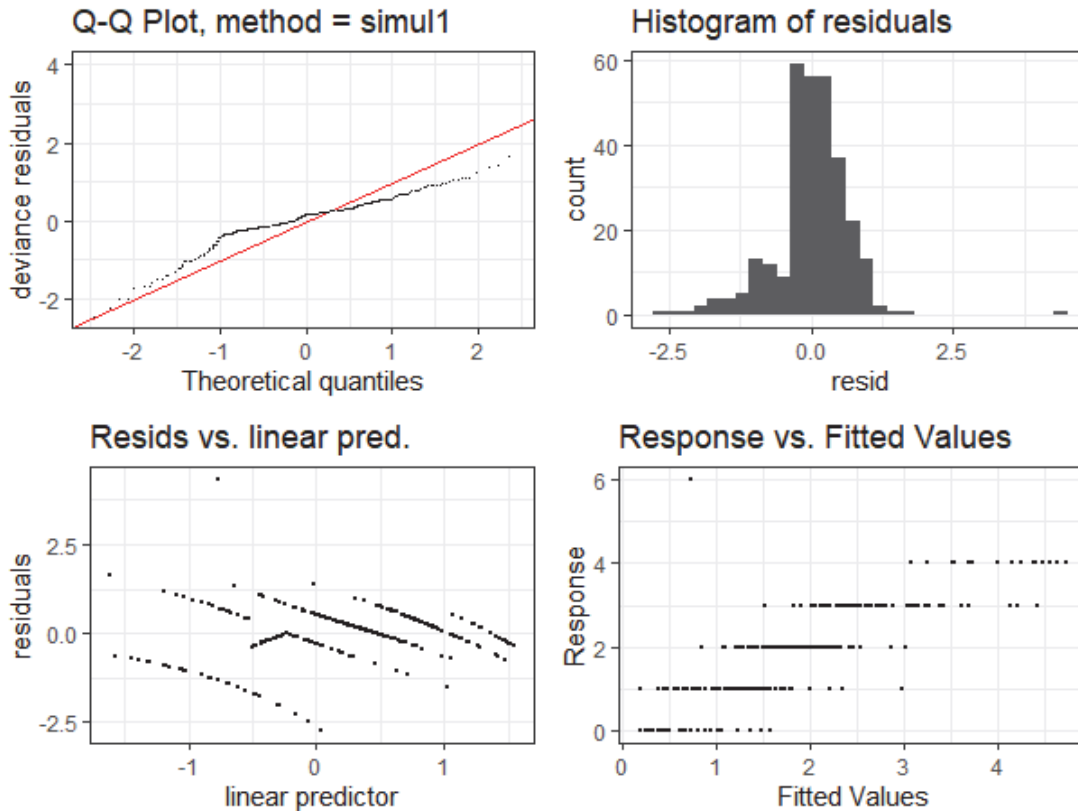 Q-Q Plot, method = simul1
deviance residuals
4
2
0
-2
-2
-1
0
1
2
Theoretical quantiles
Histogram of residuals
count
60
40
20
0
-2.5
0.0
2.5
resid
Resids vs. linear pred.
residuals
2.5
0.0
-2.5
-1
0
1
linear predictor
Response vs. Fitted Values
Response
6
4
2
0
0
1
2
3
4
Fitted Values